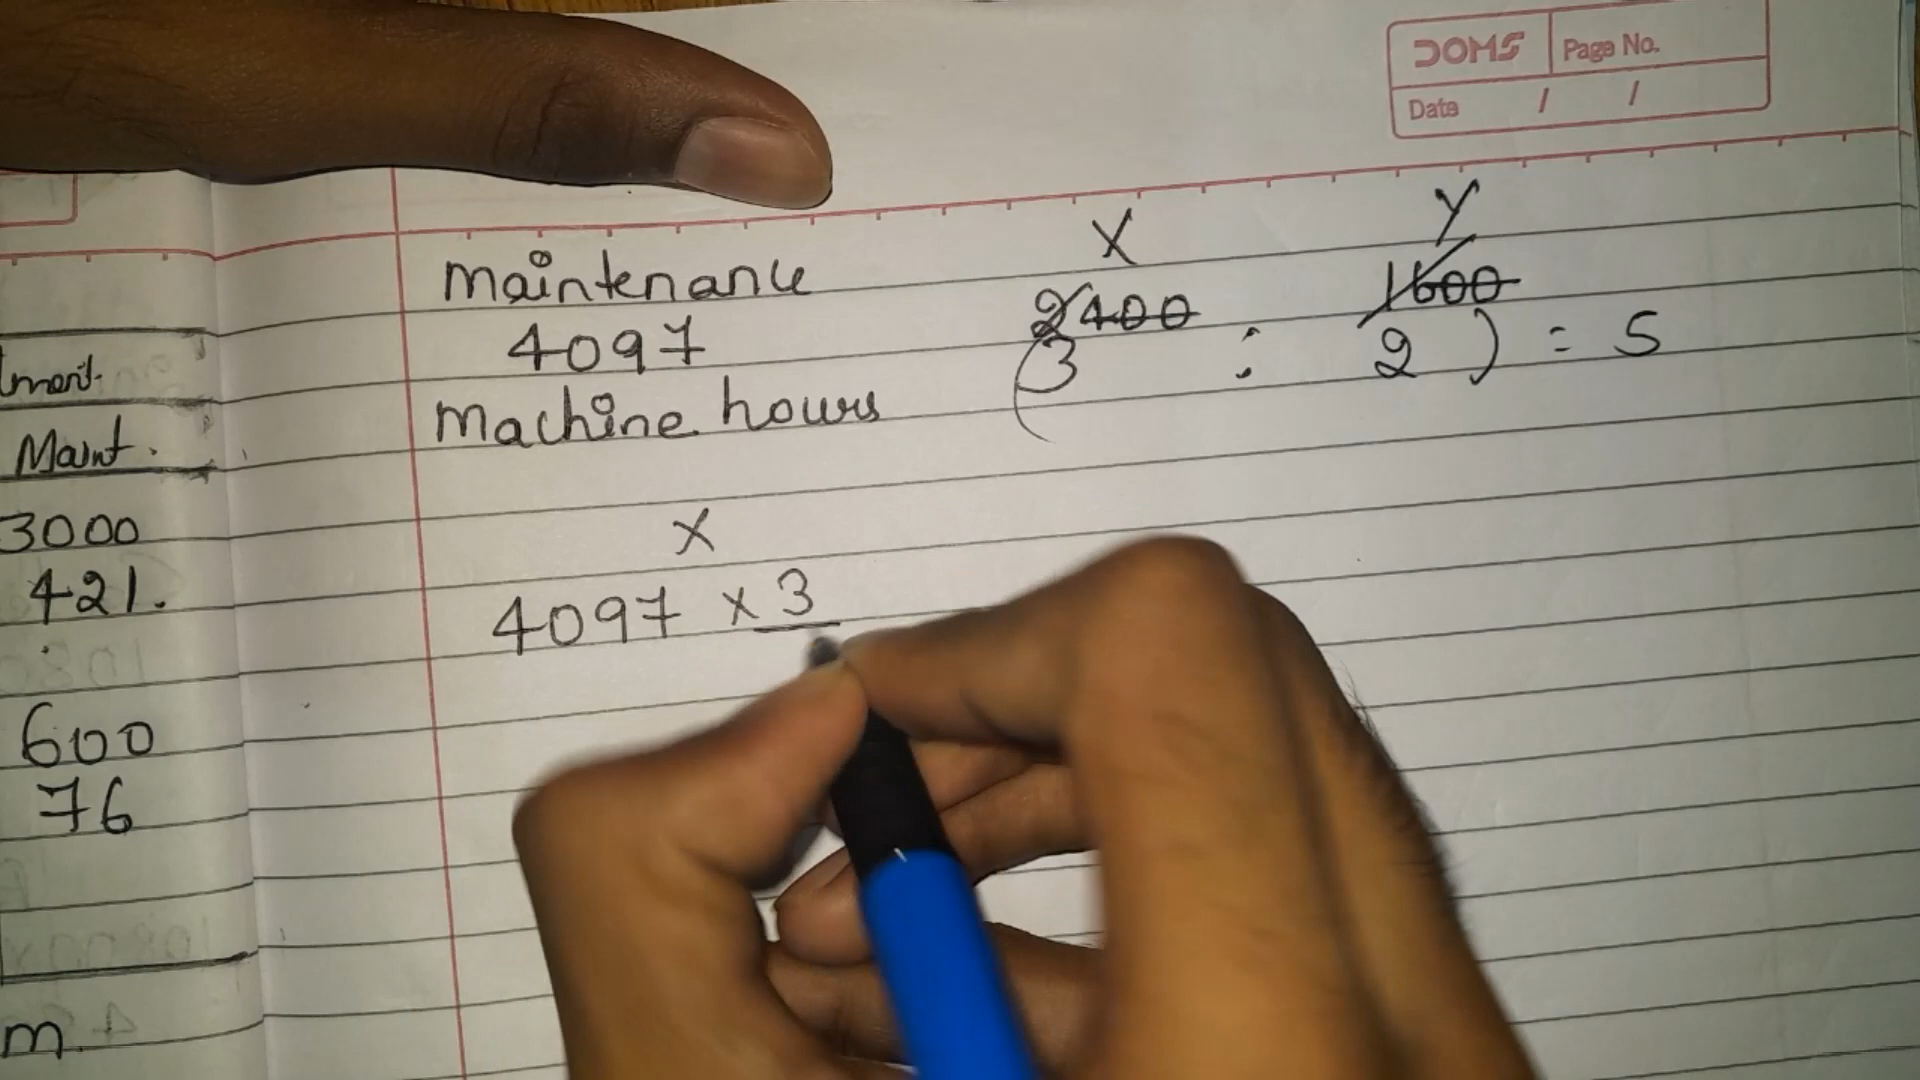 DOMS Page No.
Date / /
X Y
maintenance 2400 1600
4097 (3 : 2) = 5
Machine hours
X
4097 × 3
ment.
Maint.
3000
421.
600
76
m.